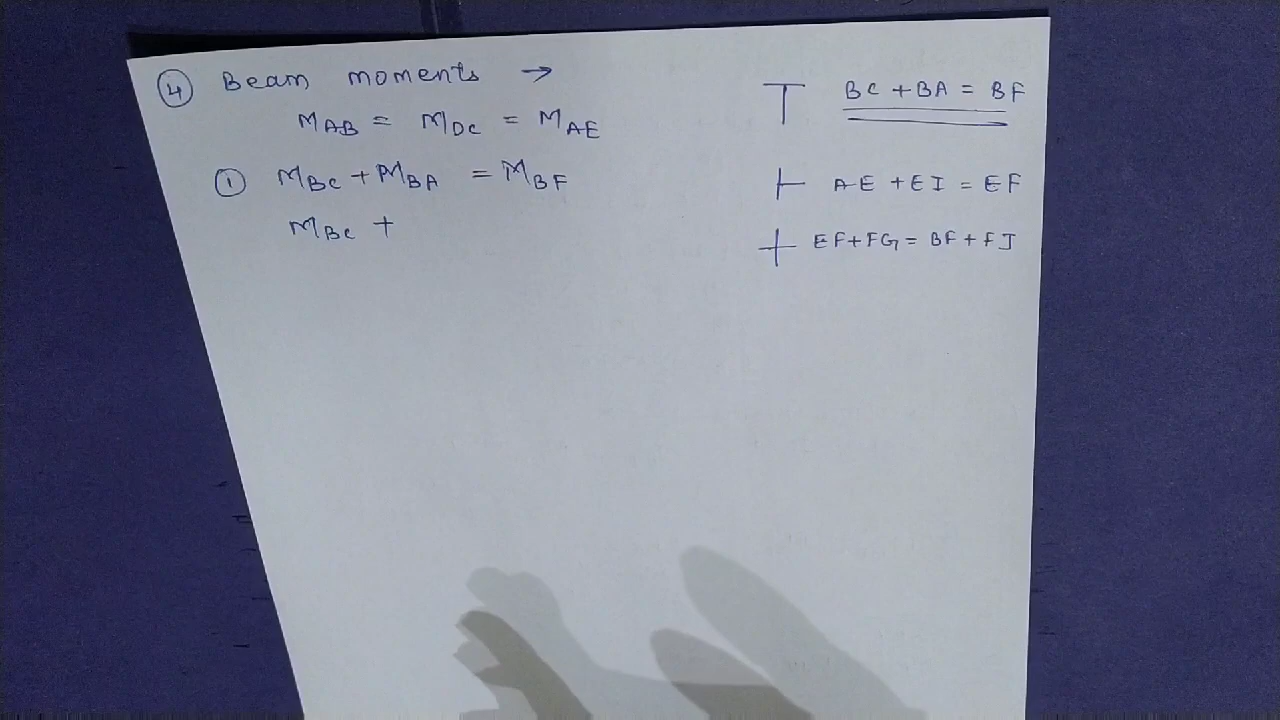 ④ Beam moments →
MAB = MDC = MAE
① MBC + MBA = MBF
MBC +
T BC + BA = BF
⊢ AE + EI = EF
+ EF + FG = BF + FJ